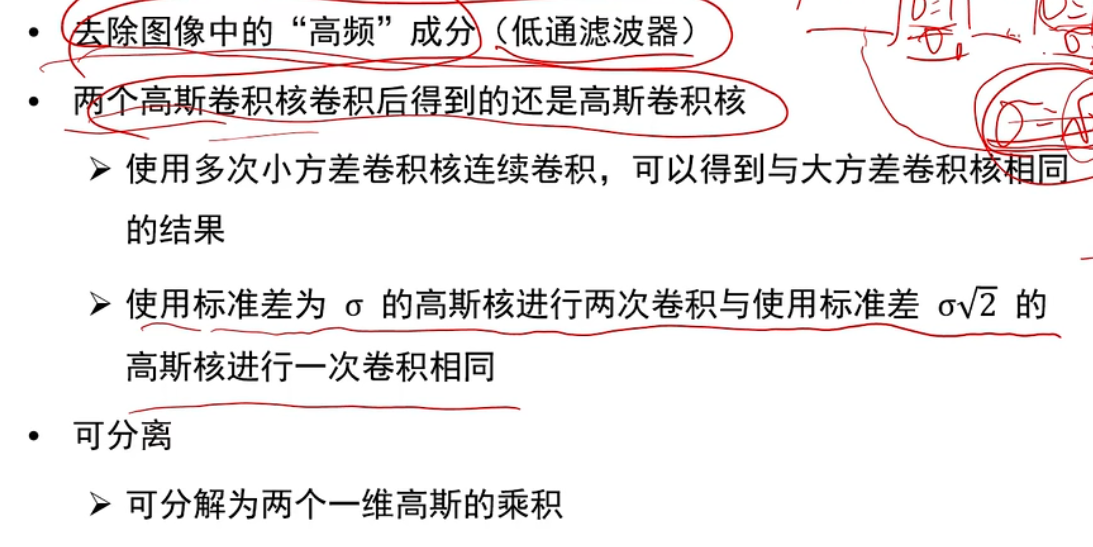 • 去除图像中的“高频”成分（低通滤波器）
• 两个高斯卷积核卷积后得到的还是高斯卷积核
➢ 使用多次小方差卷积核连续卷积，可以得到与大方差卷积核相同
的结果
➢ 使用标准差为 σ 的高斯核进行两次卷积与使用标准差 σ√2 的
高斯核进行一次卷积相同
• 可分离
➢ 可分解为两个一维高斯的乘积